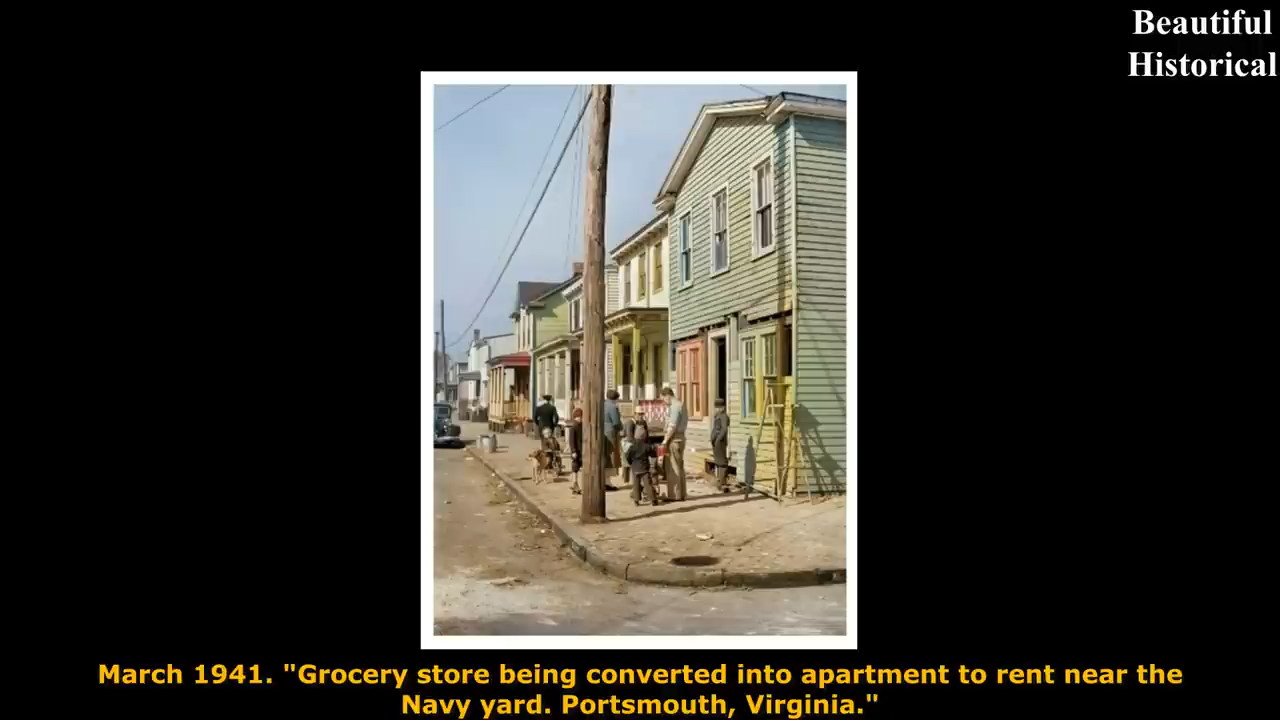 Beautiful
Historical
March 1941. "Grocery store being converted into apartment to rent near the
Navy yard. Portsmouth, Virginia."